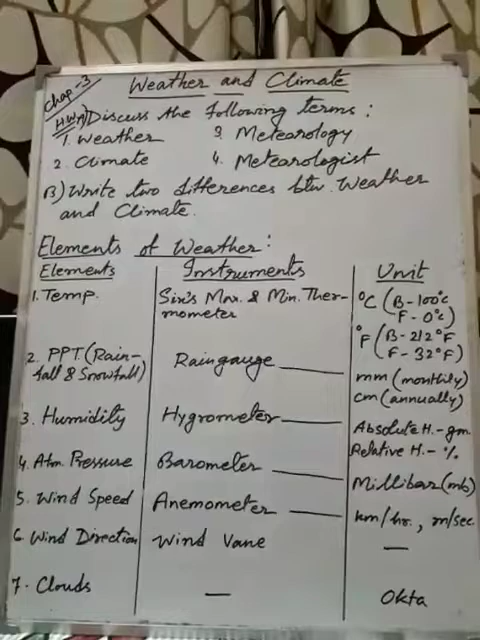 Chap-3
Weather and Climate
H.W. A) Discuss the following terms:
1. Weather 3. Meteorology
2. Climate 4. Meteorologist
B) Write two differences btw. Weather
and Climate.
Elements of Weather:
Elements Instruments Unit
1. Temp. Six's Max. & Min. Ther-
mometer
°C (B-100°C
F-0°C)
°F (B-212°F
F-32°F)
2. PPT (Rain-
fall & Snowfall) Raingauge
mm (monthly)
cm (annually)
3. Humidity Hygrometer
Absolute H.-gm
Relative H.-%
4. Atm. Pressure Barometer Millibar (mb)
5. Wind Speed Anemometer km/hr., m/sec
6. Wind Direction Wind Vane —
7. Clouds — Okta